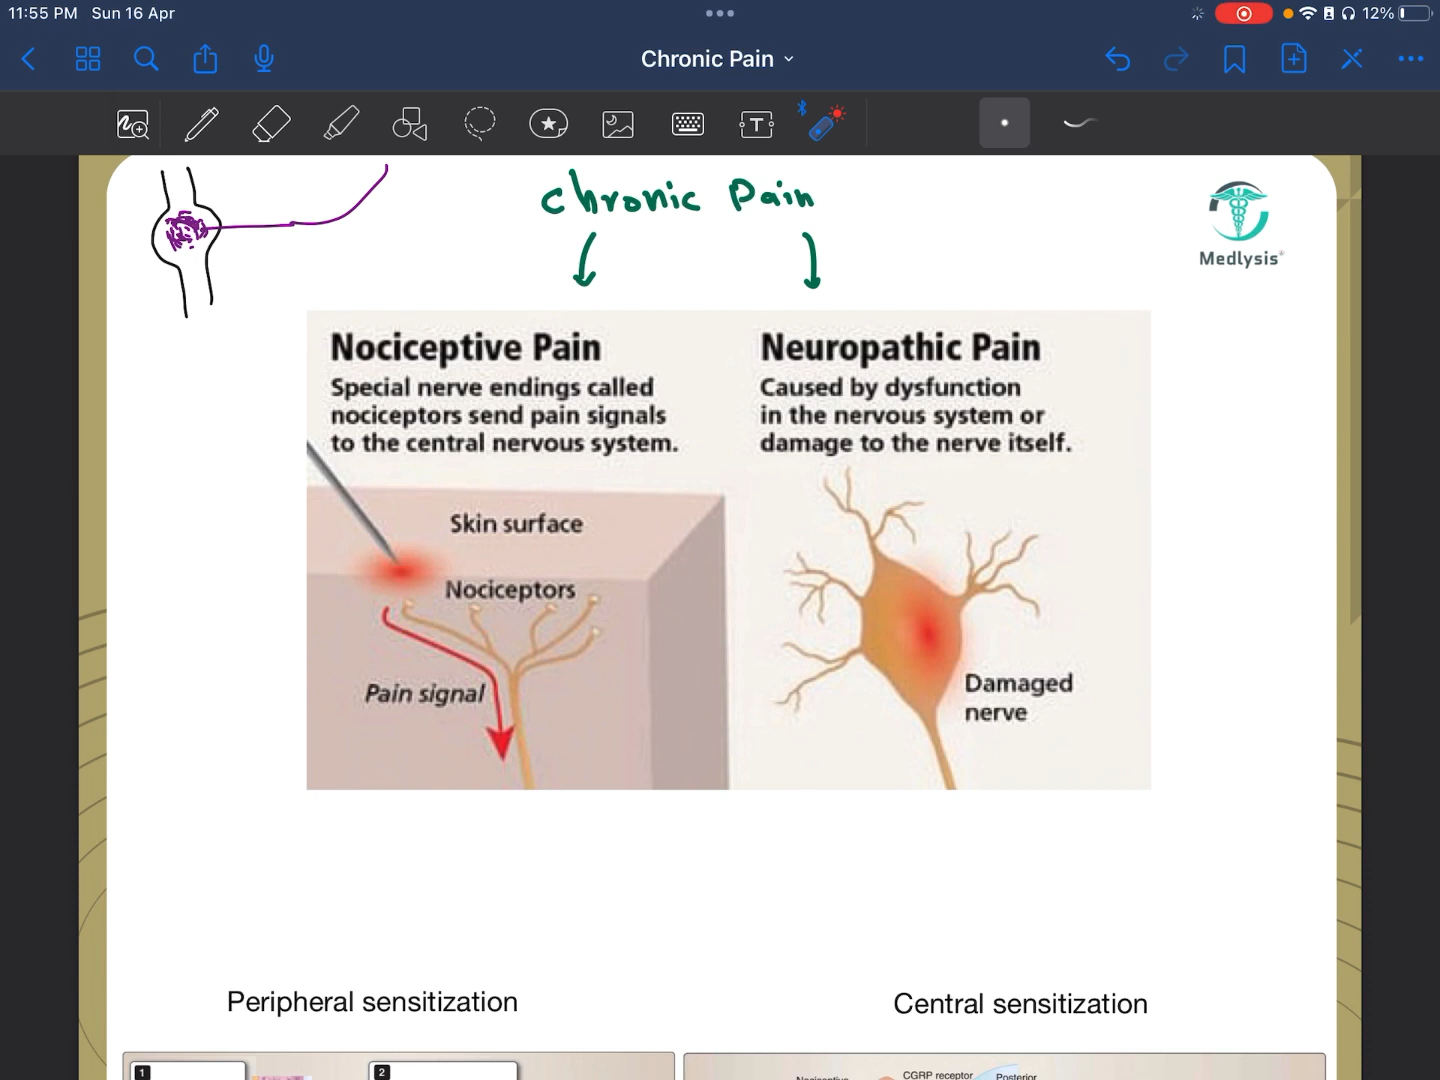 11:55 PM Sun 16 Apr
12%
Chronic Pain
T
Chronic Pain
Medlysis
Nociceptive Pain
Special nerve endings called
nociceptors send pain signals
to the central nervous system.
Skin surface
Nociceptors
Pain signal
Neuropathic Pain
Caused by dysfunction
in the nervous system or
damage to the nerve itself.
Damaged
nerve
Peripheral sensitization
Central sensitization
1
2
Nociceptive
CGRP receptor
Posterior